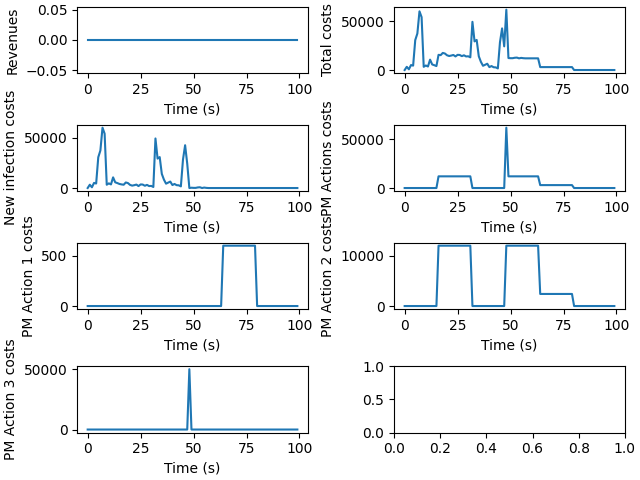 Revenues
0.05
0.00
−0.05
0 25 50 75 100
Time (s)
Total costs
50000
0
0 25 50 75 100
Time (s)
New infection costs
50000
0
0 25 50 75 100
Time (s)
PM Actions costs
50000
0
0 25 50 75 100
Time (s)
PM Action 1 costs
500
0
0 25 50 75 100
Time (s)
PM Action 2 costs
10000
0
0 25 50 75 100
Time (s)
PM Action 3 costs
50000
0
0 25 50 75 100
Time (s)
1.0
0.5
0.0
0.0 0.2 0.4 0.6 0.8 1.0